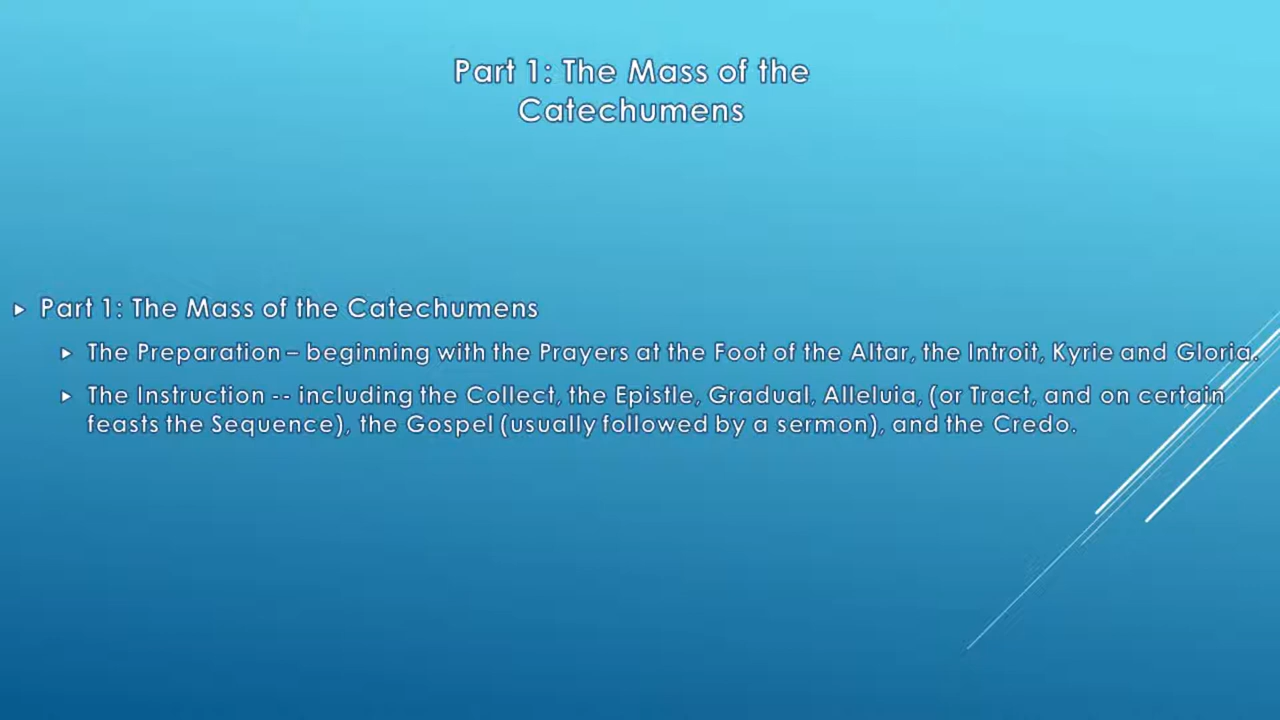 Part 1: The Mass of the
Catechumens
Part 1: The Mass of the Catechumens
The Preparation – beginning with the Prayers at the Foot of the Altar, the Introit, Kyrie and Gloria.
The Instruction -- including the Collect, the Epistle, Gradual, Alleluia, (or Tract, and on certain
feasts the Sequence), the Gospel (usually followed by a sermon), and the Credo.